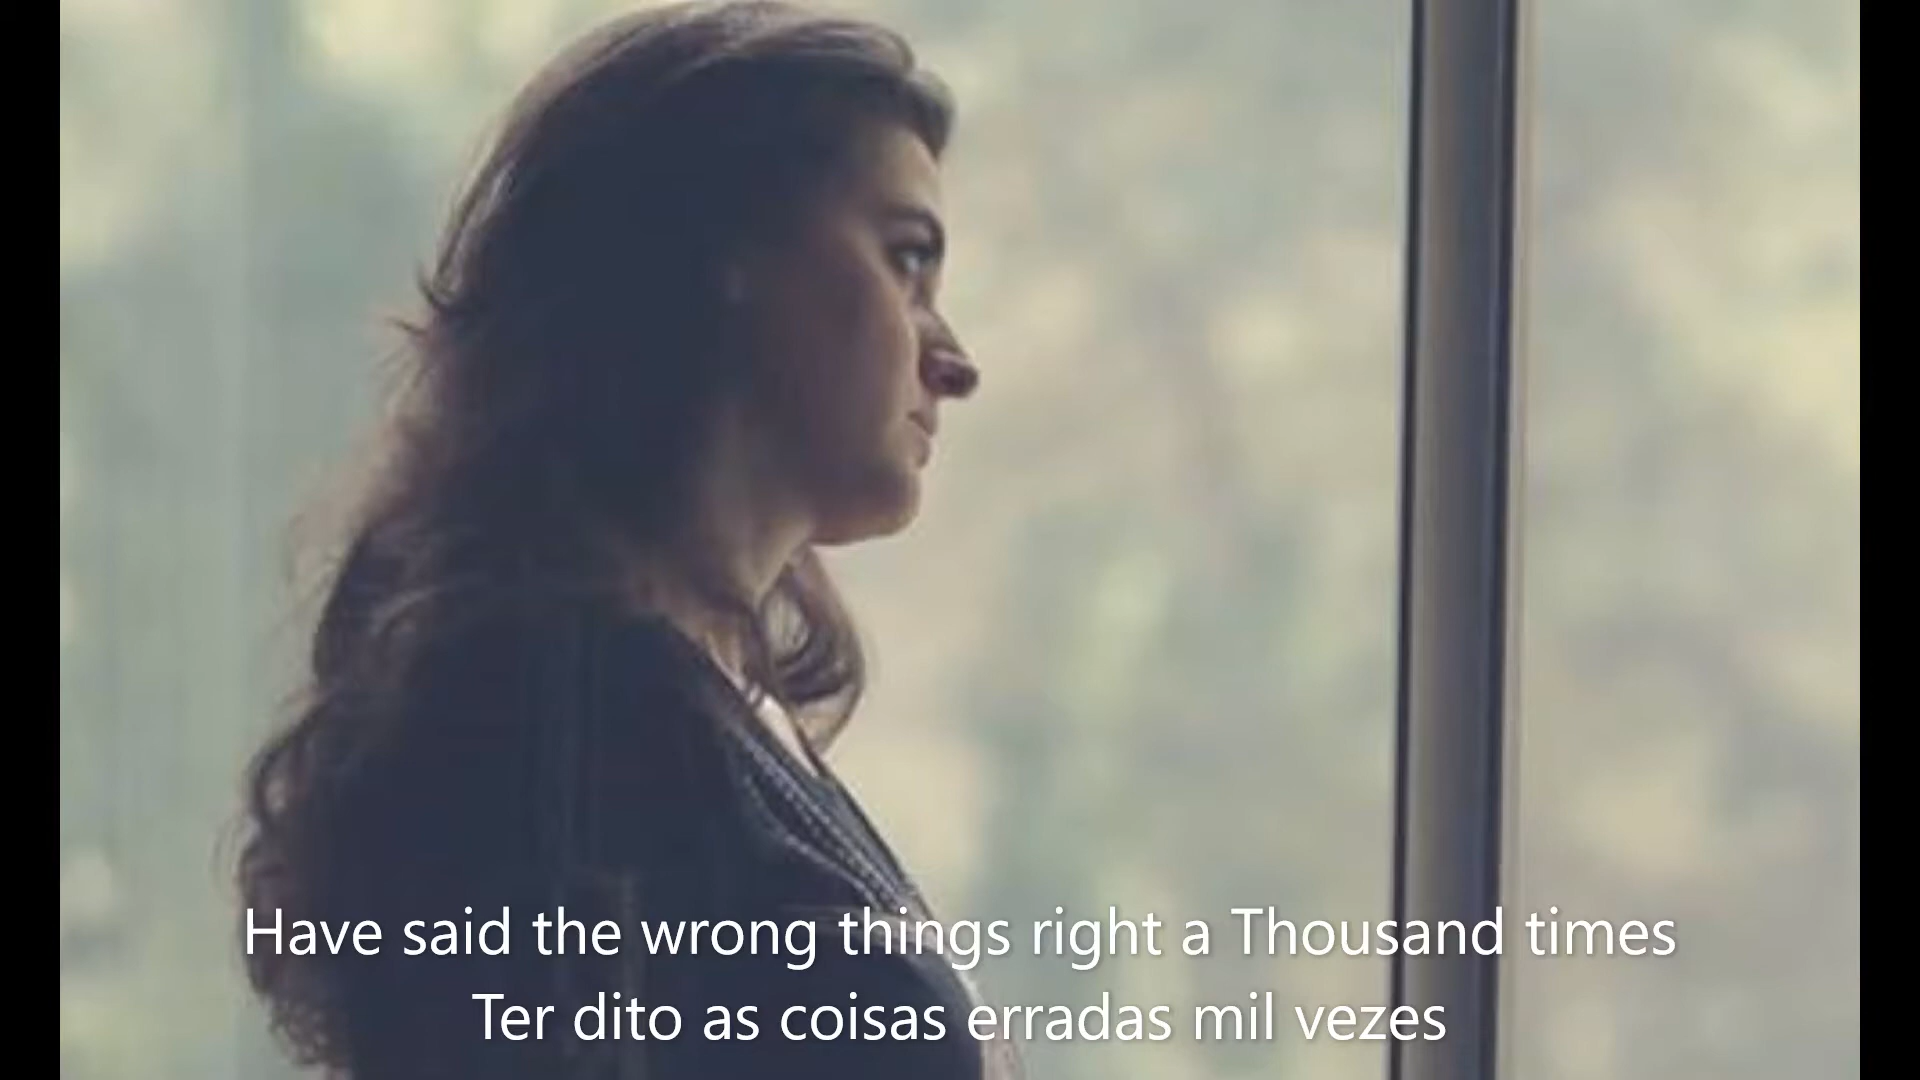 Have said the wrong things right a Thousand times
Ter dito as coisas erradas mil vezes